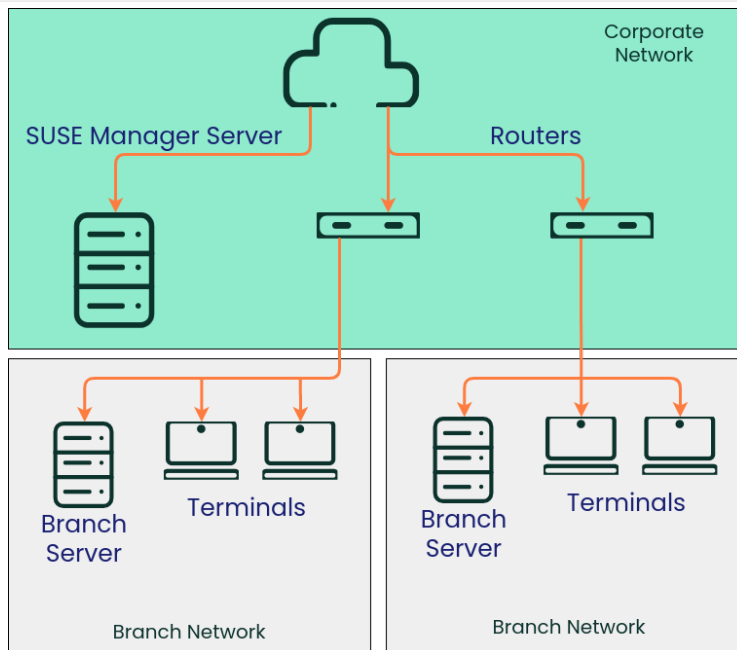 Corporate
Network
SUSE Manager Server
Routers
Terminals
Branch
Server
Branch Network
Terminals
Branch
Server
Branch Network